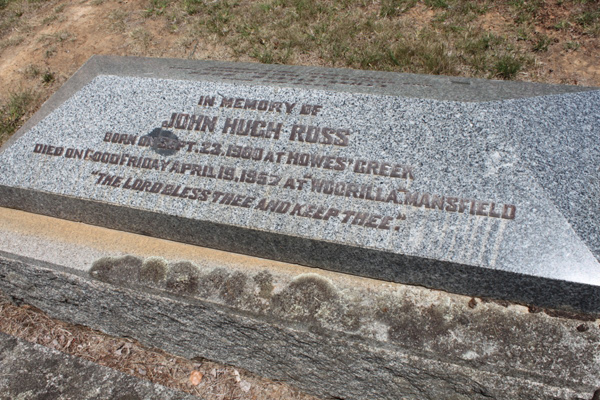 IN MEMORY OF
JOHN HUGH ROSS
BORN ON SEPT. 23, AT HOWES' CREEK
DIED ON GOOD FRIDAY APRIL 19, 1957 AT "WOORILLA" MANSFIELD
"THE LORD BLESS THEE AND KEEP THEE".